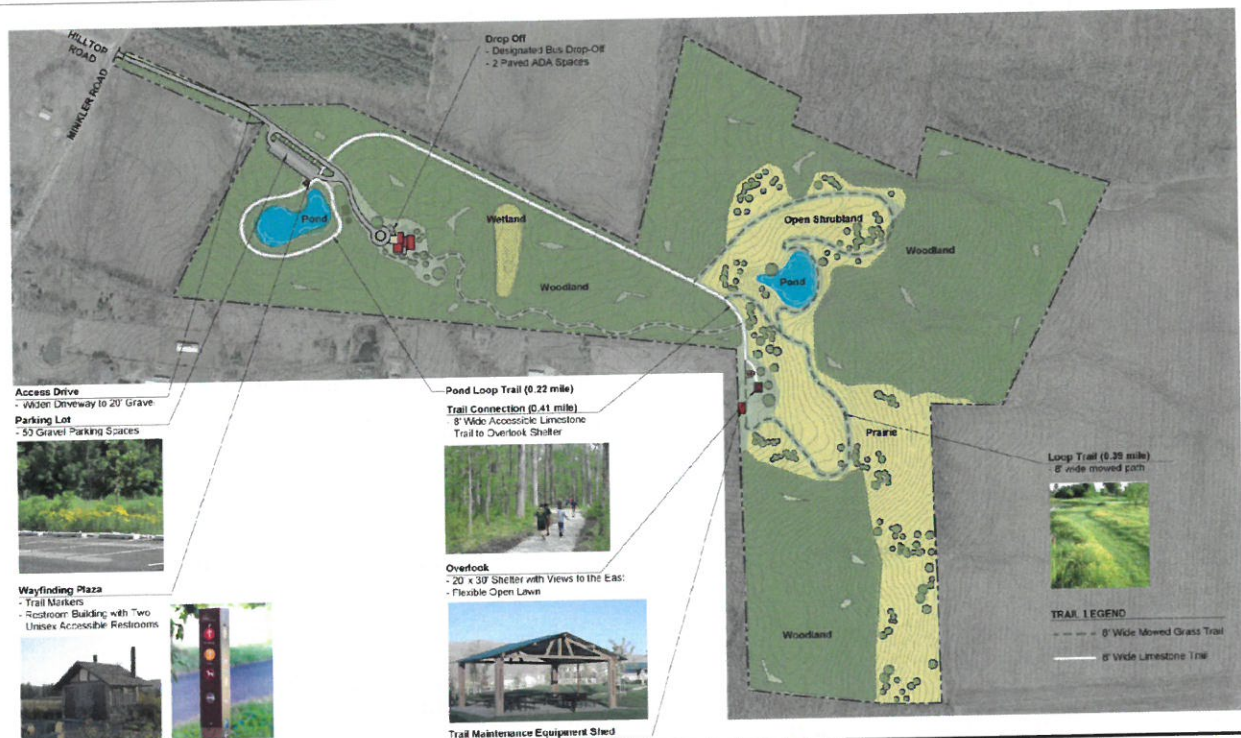 HILLTOP
ROAD
MINKLER ROAD
Drop Off
- Designated Bus Drop-Off
- 2 Paved ADA Spaces
Pond
Wetland
Woodland
Open Shrubland
Woodland
Pond
Prairie
Woodland
Access Drive
- Widen Driveway to 20' Gravel
Parking Lot
- 50 Gravel Parking Spaces
Wayfinding Plaza
- Trail Markers
- Restroom Building with Two
Unisex Accessible Restrooms
Pond Loop Trail (0.22 mile)
Trail Connection (0.41 mile)
- 8' Wide Accessible Limestone
Trail to Overlook Shelter
Overlook
- 20' x 30' Shelter with Views to the East
- Flexible Open Lawn
Trail Maintenance Equipment Shed
Loop Trail (0.39 mile)
- 8' wide mowed path
TRAIL LEGEND
8' Wide Mowed Grass Trail
8' Wide Limestone Trail